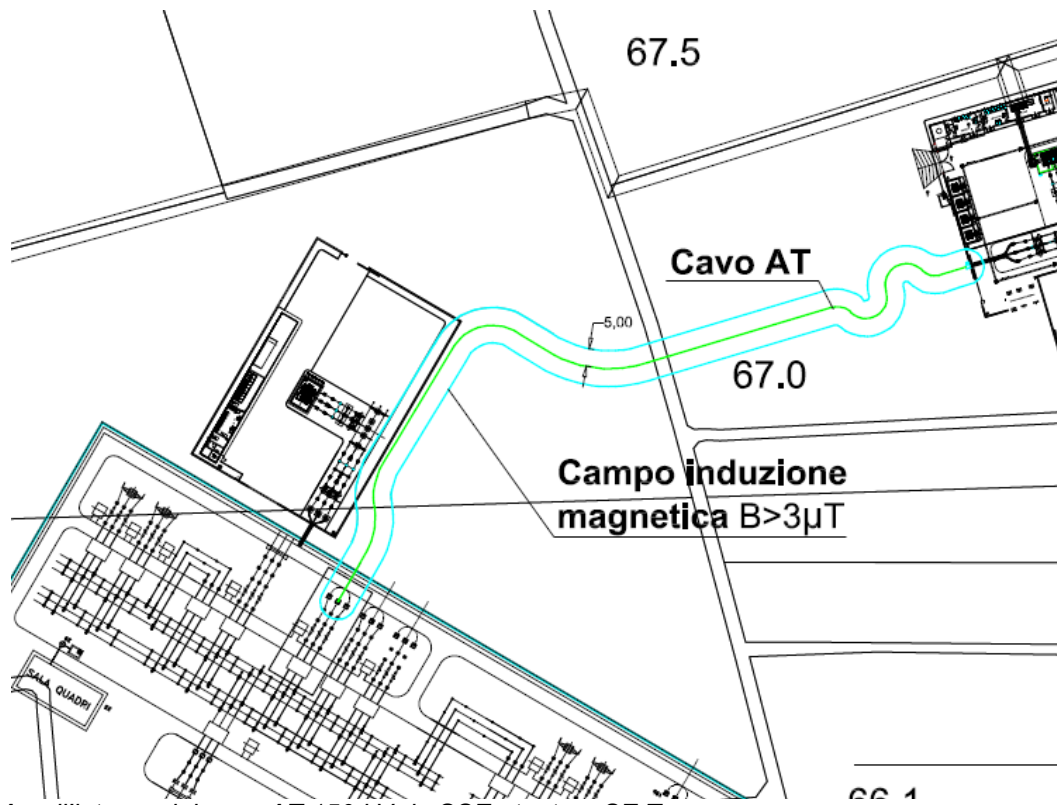 67.5
Cavo AT
5,00
67.0
Campo induzione
magnetica B>3µT
SALA QUADRI